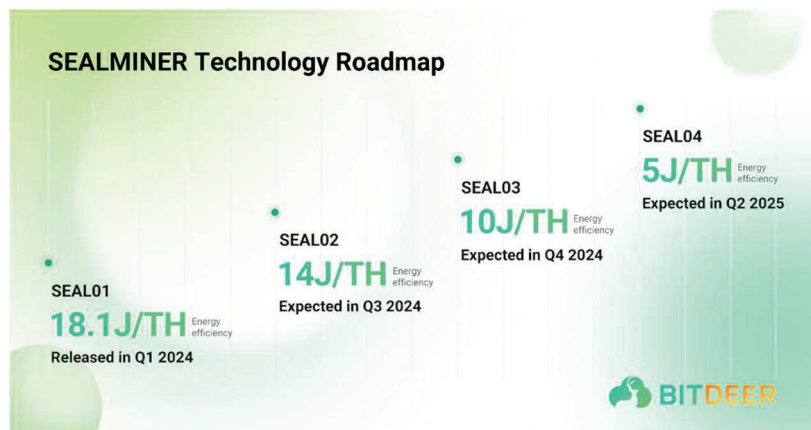 SEALMINER Technology Roadmap
SEAL01
18.1J/TH Energy efficiency
Released in Q1 2024
SEAL02
14J/TH Energy efficiency
Expected in Q3 2024
SEAL03
10J/TH Energy efficiency
Expected in Q4 2024
SEAL04
5J/TH Energy efficiency
Expected in Q2 2025
BITDEER